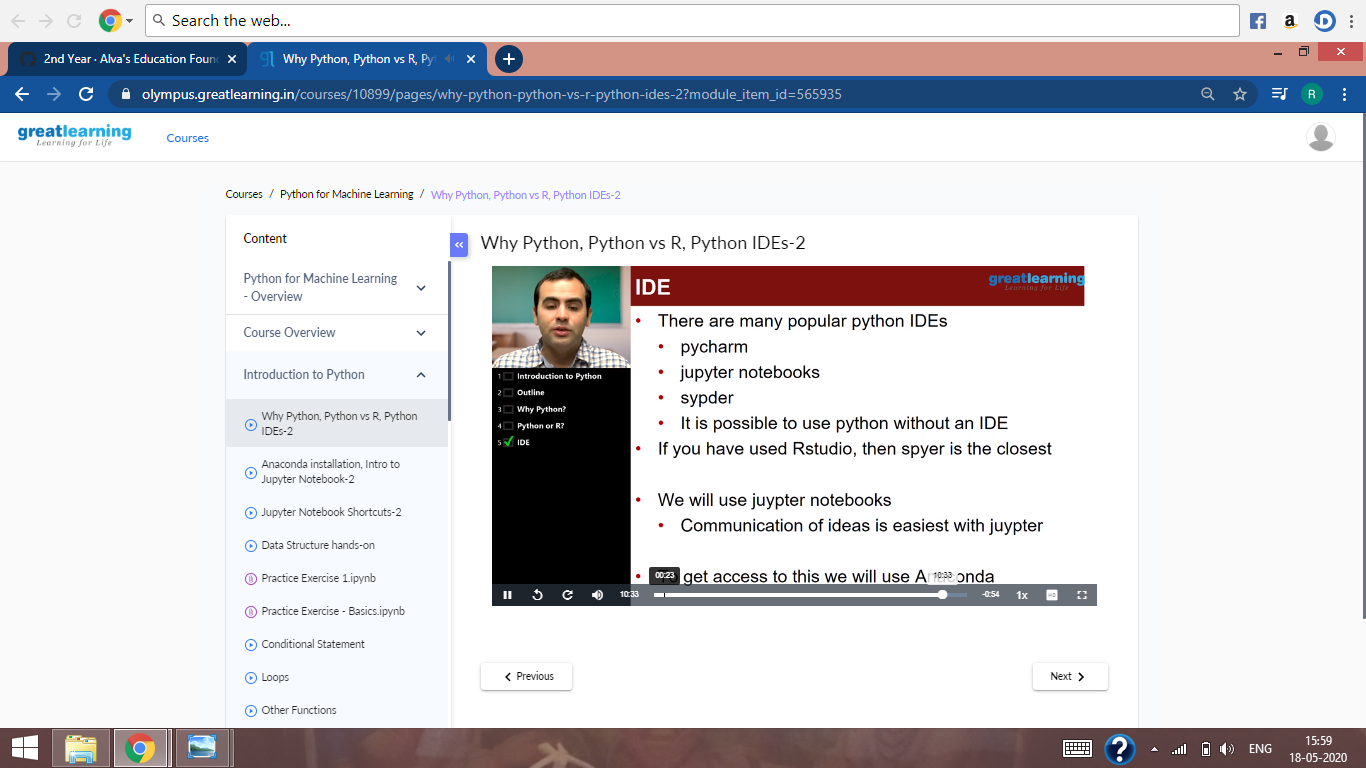 Search the web...
2nd Year · Alva's Education Foun
Why Python, Python vs R, Py
olympus.greatlearning.in/courses/10899/pages/why-python-python-vs-r-python-ides-2?module_item_id=565935
R
greatlearning
Learning for Life
Courses
Courses / Python for Machine Learning / Why Python, Python vs R, Python IDEs-2
Content
Python for Machine Learning
- Overview
Course Overview
Introduction to Python
Why Python, Python vs R, Python
IDEs-2
Anaconda installation, Intro to
Jupyter Notebook-2
Jupyter Notebook Shortcuts-2
Data Structure hands-on
Practice Exercise 1.ipynb
Practice Exercise - Basics.ipynb
Conditional Statement
Loops
Other Functions
Why Python, Python vs R, Python IDEs-2
IDE
greatlearning
Learning for Life
1 Introduction to Python
2 Outline
3 Why Python?
4 Python or R?
5 IDE
• There are many popular python IDEs
• pycharm
• jupyter notebooks
• sypder
• It is possible to use python without an IDE
• If you have used Rstudio, then spyer is the closest
• We will use juypter notebooks
• Communication of ideas is easiest with juypter
• get access to this we will use Anaconda
00:23
10:33
10:33
-0:54
1x
Previous
Next
ENG
15:59
18-05-2020